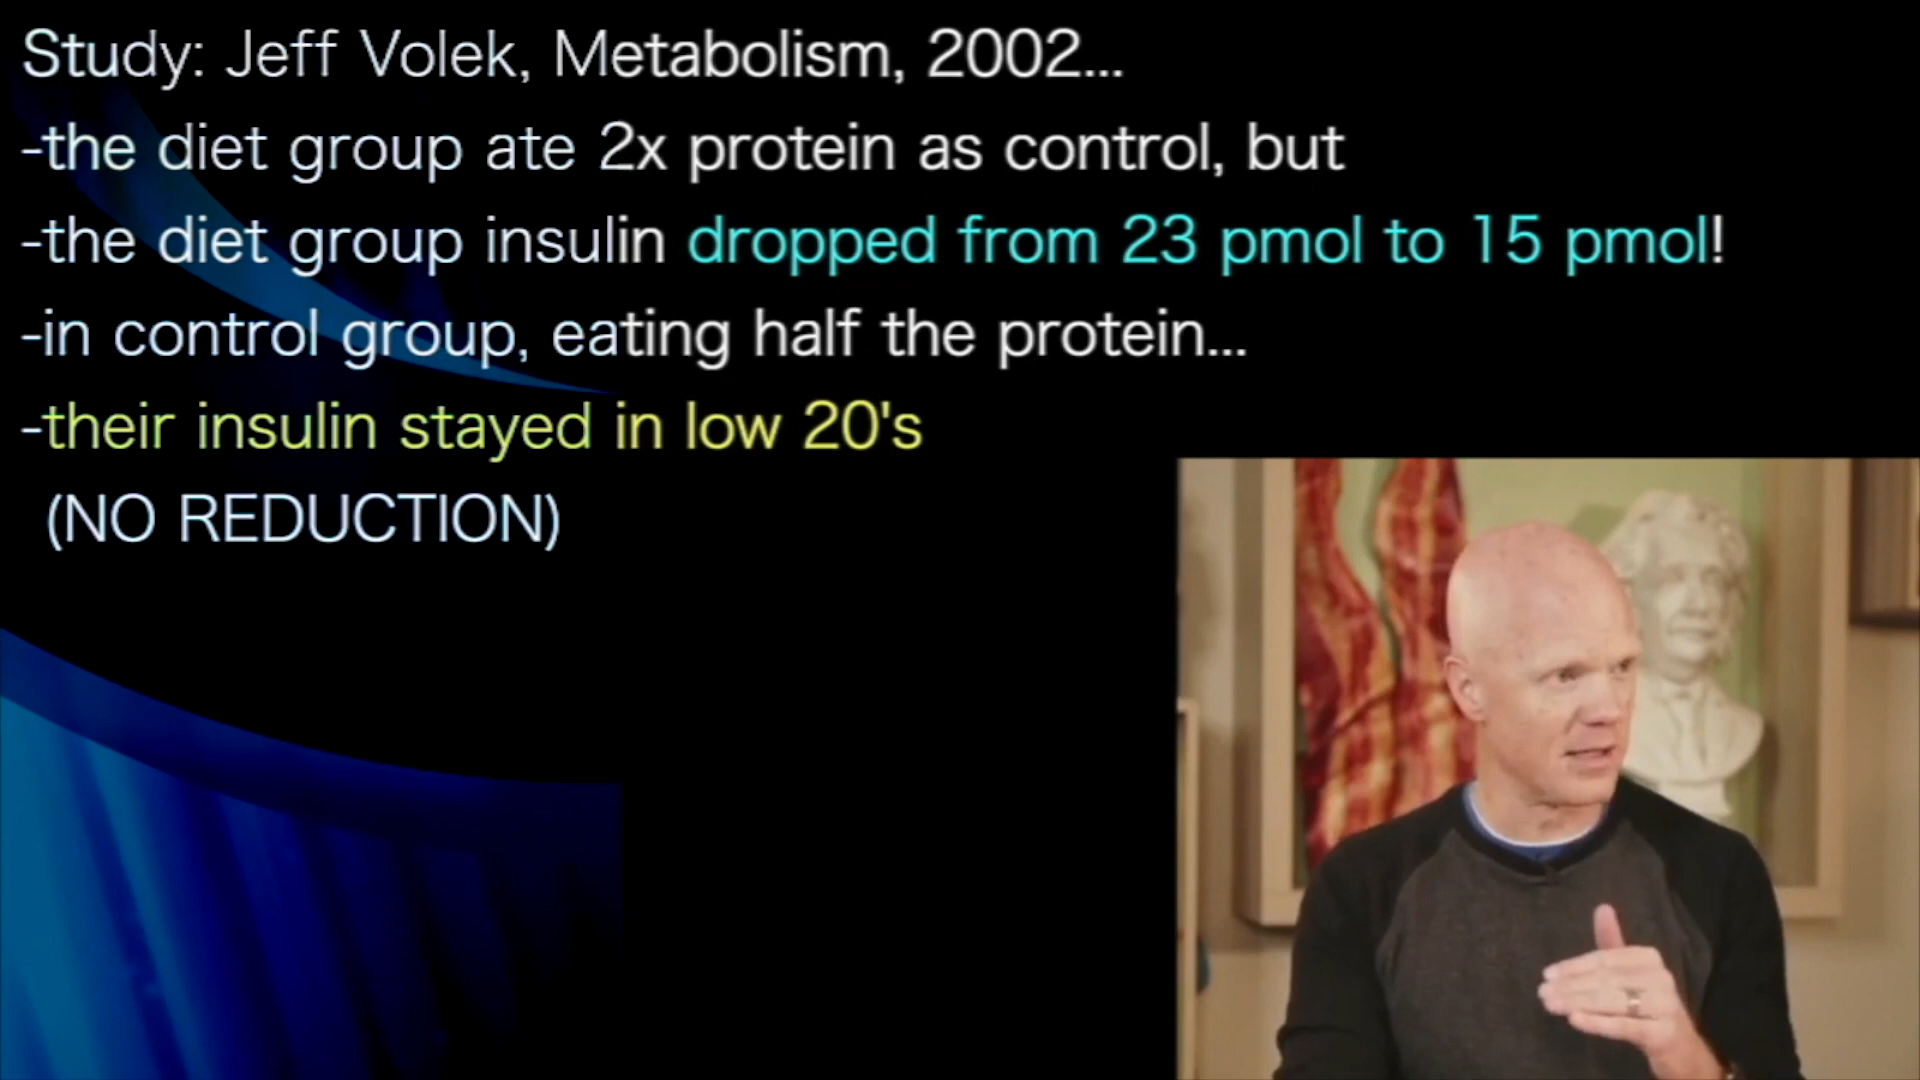 Study: Jeff Volek, Metabolism, 2002...
-the diet group ate 2x protein as control, but
-the diet group insulin dropped from 23 pmol to 15 pmol!
-in control group, eating half the protein...
-their insulin stayed in low 20's
(NO REDUCTION)